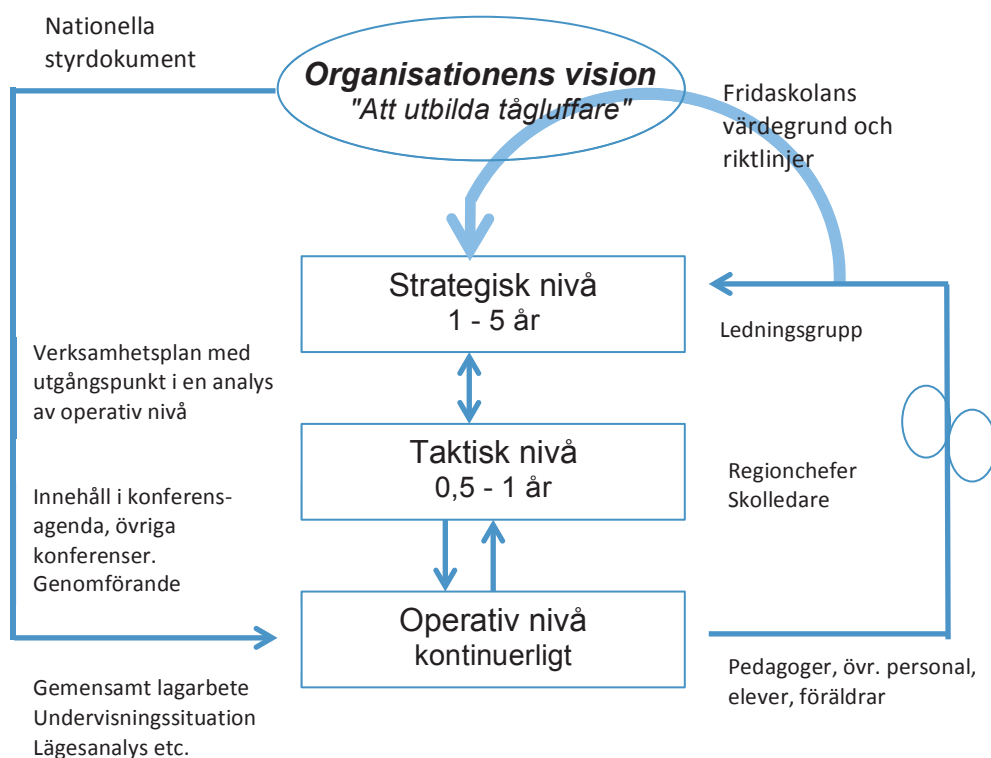 Nationella
styrdokument
Organisationens vision
"Att utbilda tågluffare"
Fridaskolans
värdegrund och
riktlinjer
Strategisk nivå
1 - 5 år
Ledningsgrupp
Verksamhetsplan med
utgångspunkt i en analys
av operativ nivå
Taktisk nivå
0,5 - 1 år
Regionchefer
Skolledare
Innehåll i konferens-
agenda, övriga
konferenser.
Genomförande
Operativ nivå
kontinuerligt
Pedagoger, övr. personal,
elever, föräldrar
Gemensamt lagarbete
Undervisningssituation
Lägesanalys etc.